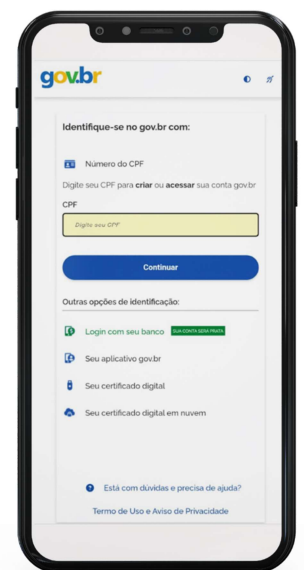 gov.br
Identifique-se no gov.br com:
Número do CPF
Digite seu CPF para criar ou acessar sua conta gov.br
CPF
Digite seu CPF
Continuar
Outras opções de identificação:
Login com seu banco SUA CONTA SERÁ PRATA
Seu aplicativo gov.br
Seu certificado digital
Seu certificado digital em nuvem
Está com dúvidas e precisa de ajuda?
Termo de Uso e Aviso de Privacidade